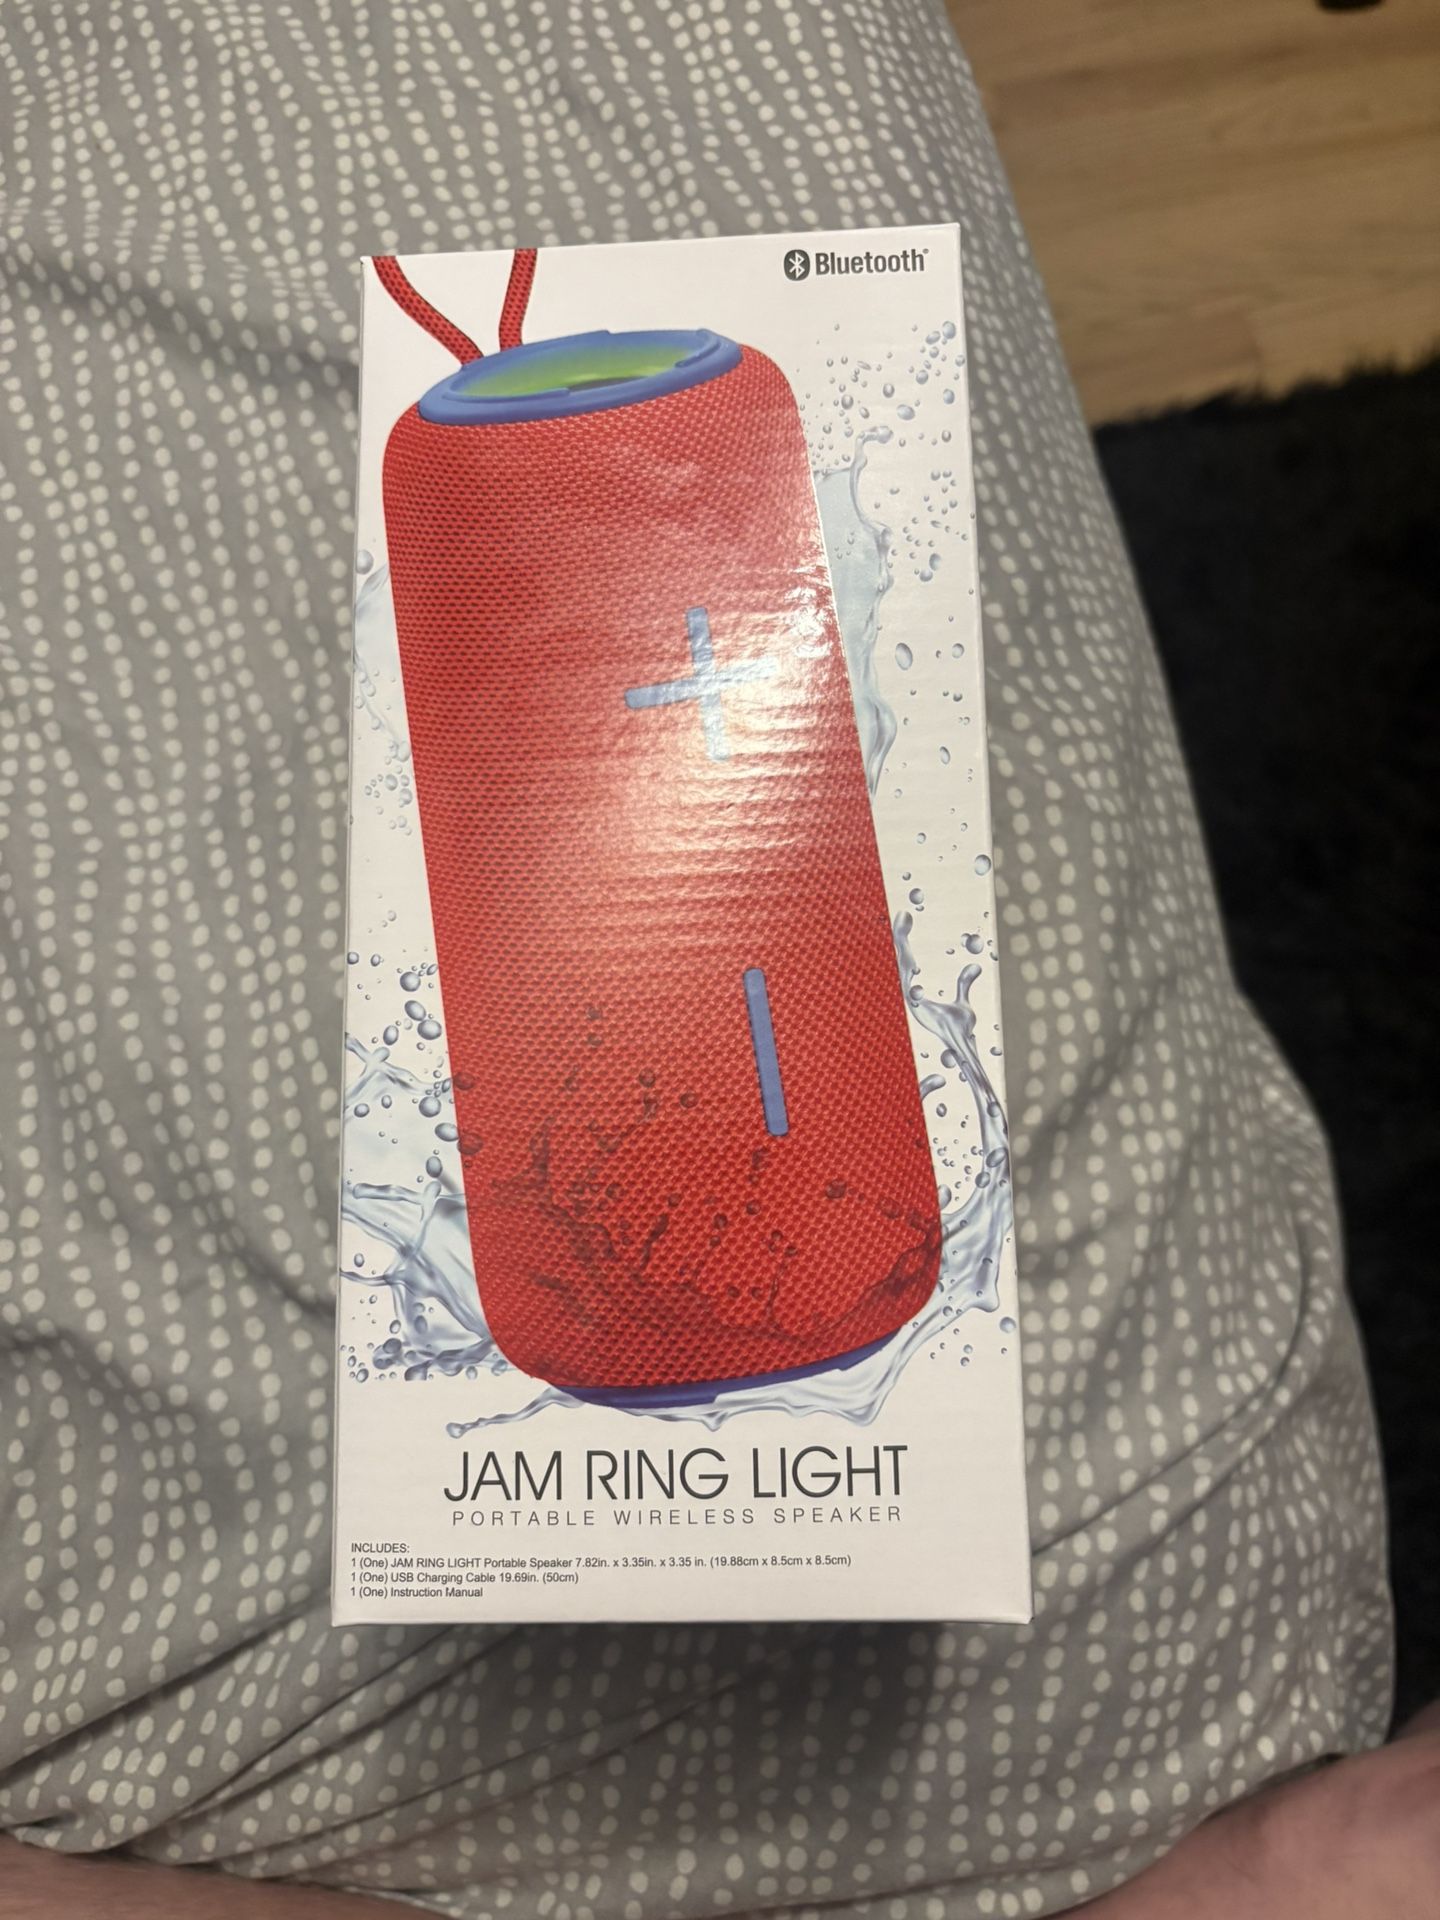 Bluetooth®
JAM RING LIGHT
PORTABLE WIRELESS SPEAKER
INCLUDES:
1 (One) JAM RING LIGHT Portable Speaker 7.82in. x 3.35in. x 3.35 in. (19.88cm x 8.5cm x 8.5cm)
1 (One) USB Charging Cable 19.69in. (50cm)
1 (One) Instruction Manual